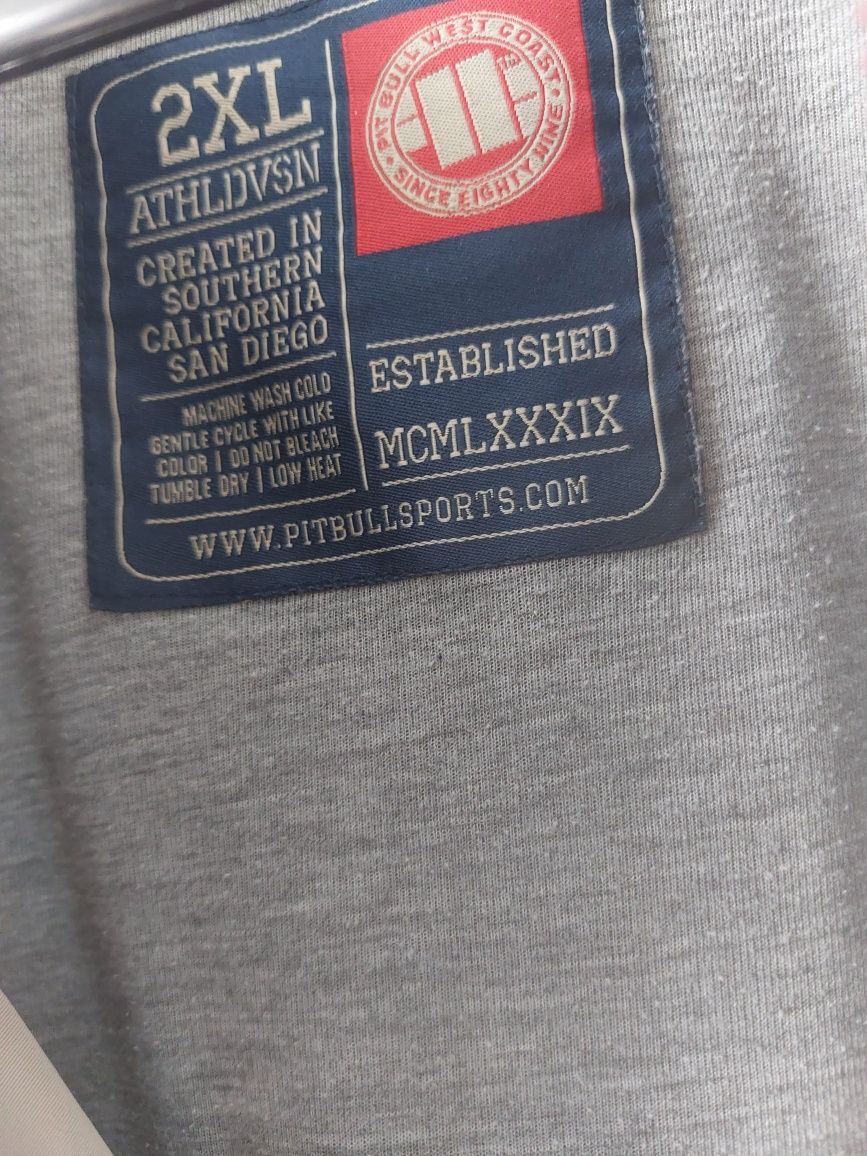 2XL
ATHLDVSN
CREATED IN
SOUTHERN
CALIFORNIA
SAN DIEGO
MACHINE WASH COLD
GENTLE CYCLE WITH LIKE
COLOR | DO NOT BLEACH
TUMBLE DRY | LOW HEAT
PIT BULL WEST COAST
• SINCE EIGHTY NINE •
ESTABLISHED
MCMLXXXIX
WWW.PITBULLSPORTS.COM